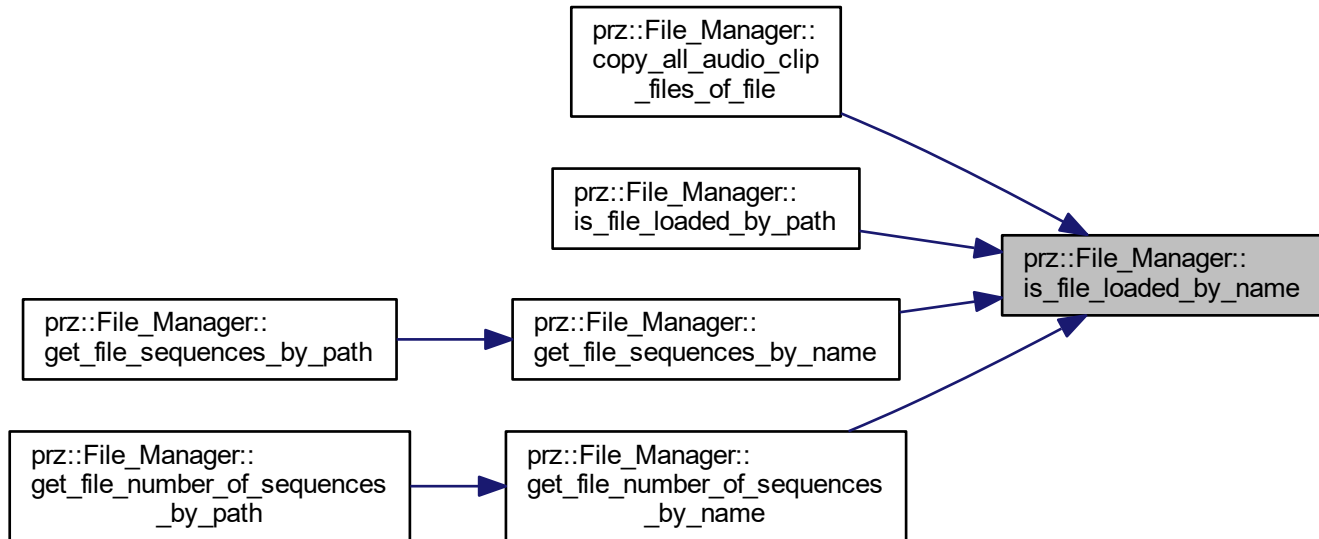 prz::File_Manager::
copy_all_audio_clip
_files_of_file
prz::File_Manager::
is_file_loaded_by_path
prz::File_Manager::
is_file_loaded_by_name
prz::File_Manager::
get_file_sequences_by_path
prz::File_Manager::
get_file_sequences_by_name
prz::File_Manager::
get_file_number_of_sequences
_by_path
prz::File_Manager::
get_file_number_of_sequences
_by_name